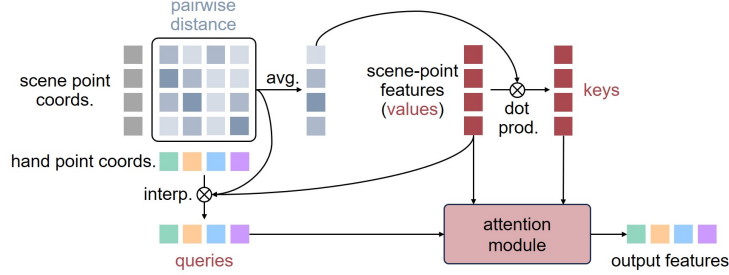 pairwise
distance
scene point
coords.
avg.
scene-point
features
(values)
dot
prod.
keys
hand point coords.
interp.
queries
attention
module
output features